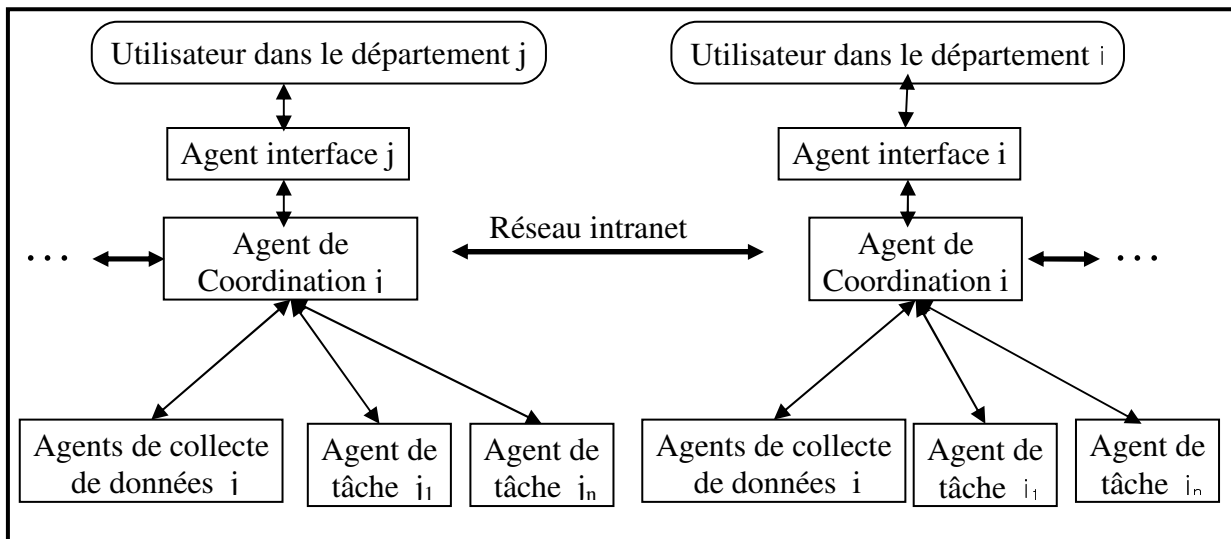 Utilisateur dans le département j
Utilisateur dans le département i
Agent interface j
Agent interface i
Réseau intranet
Agent de
Coordination j
Agent de
Coordination i
. . .
. . .
Agents de collecte
de données j
Agent de
tâche j₁
Agent de
tâche jₙ
Agents de collecte
de données i
Agent de
tâche i₁
Agent de
tâche iₙ